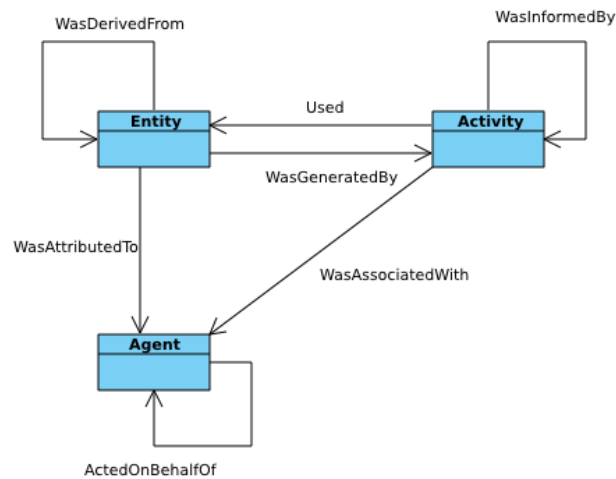 WasDerivedFrom
WasInformedBy
Used
Entity
Activity
WasGeneratedBy
WasAttributedTo
WasAssociatedWith
Agent
ActedOnBehalfOf